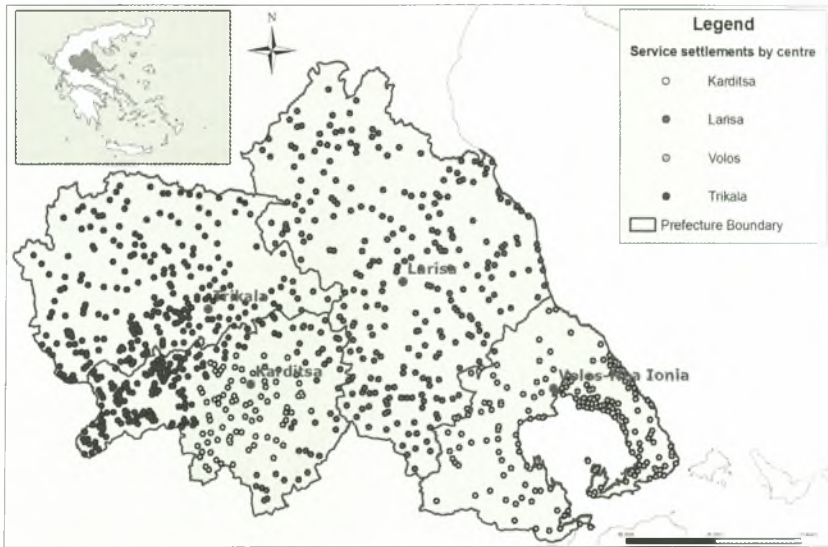 N
Legend
Service settlements by centre
Karditsa
Larisa
Volos
Trikala
Prefecture Boundary
Larisa
Trikala
Karditsa
Volos-Nea Ionia